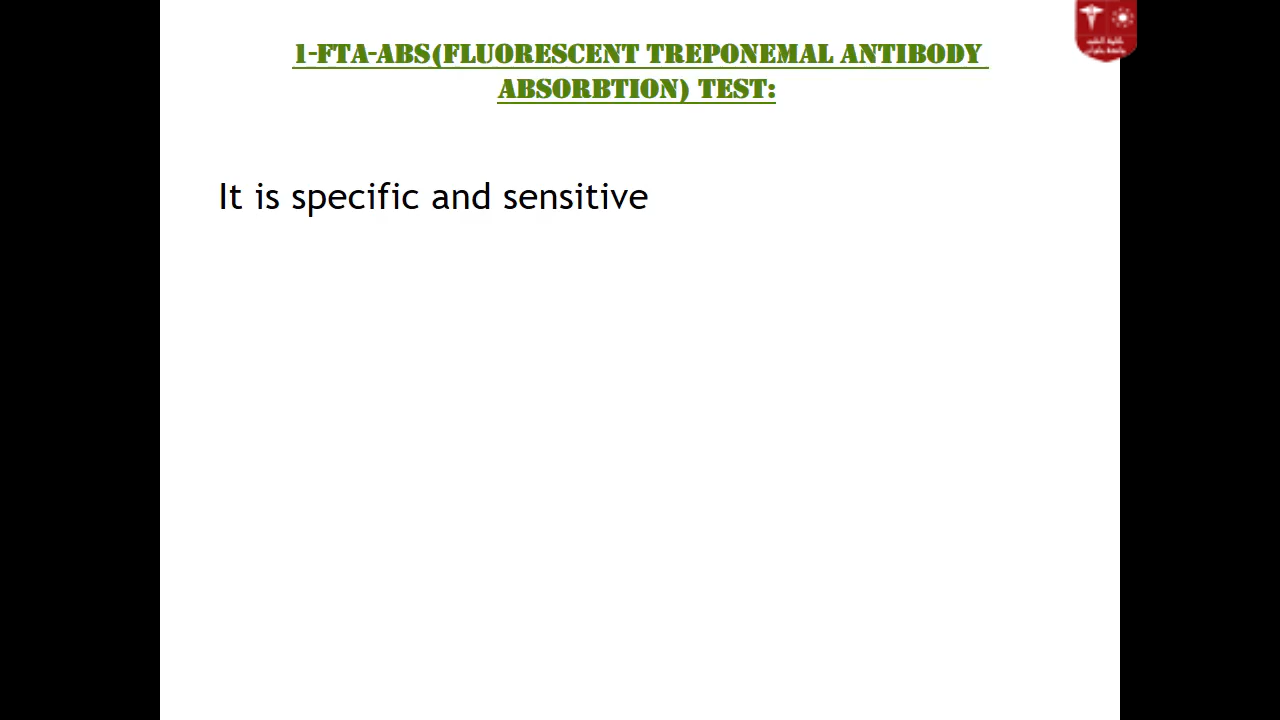 1-FTA-ABS(FLUORESCENT TREPONEMAL ANTIBODY
ABSORBTION) TEST:
It is specific and sensitive